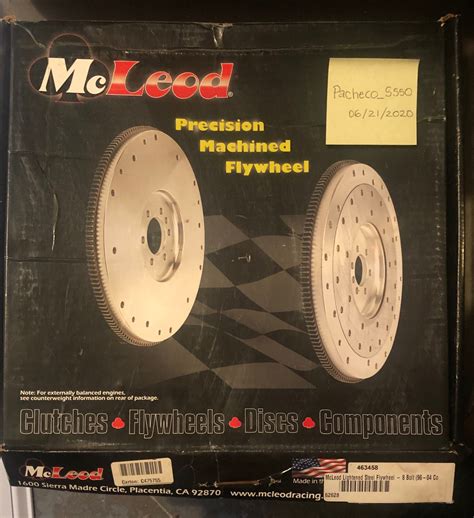 McLeod®
Pacheco_S550
06/21/2020
Precision
Machined
Flywheel
Note: For externally balanced engines,
see counterweight information on rear of package.
Clutches Flywheels Discs Components
McLeod
1600 Sierra Madre Circle, Placentia, CA 92870
www.mcleodracing.
Made in th
463458
McLeod Lightened Steel Flywheel - 8 Bolt (96-04 Co